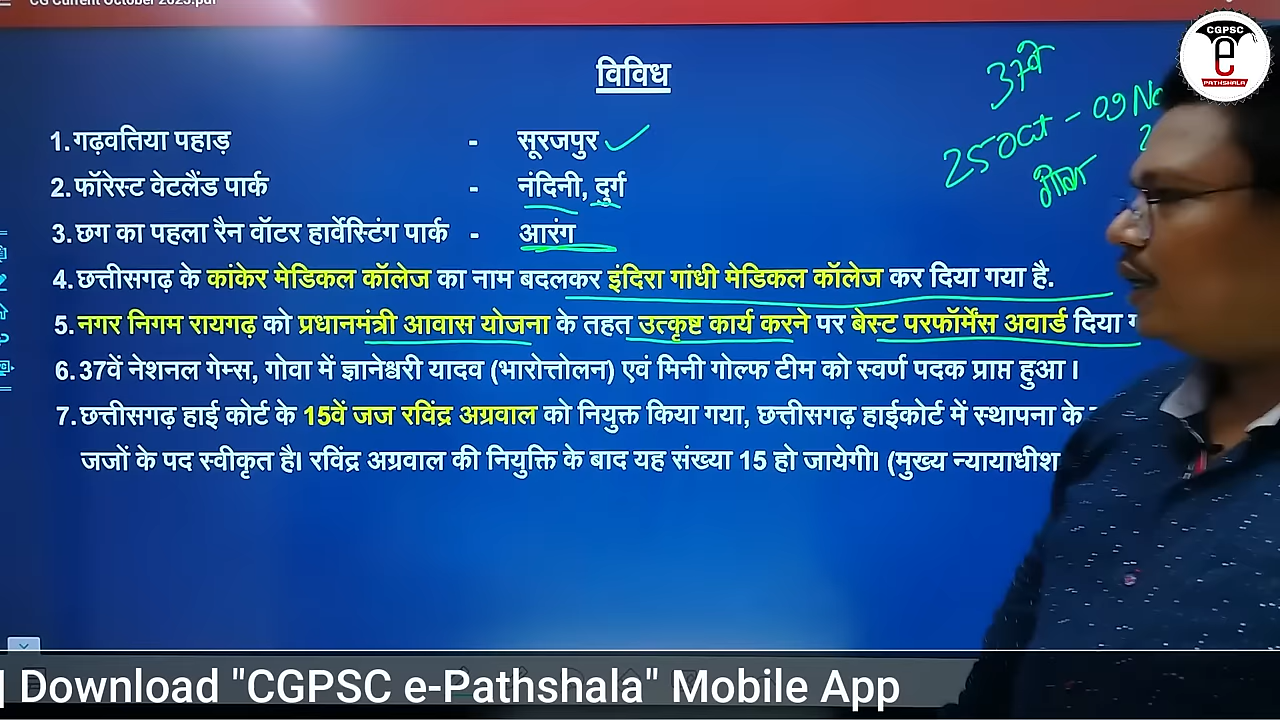 CG Current October 2023.pdf
CGPSC
e
PATHSHALA
विविध
37वें
25 Oct - 09 No
गोवा
1. गढ़वतिया पहाड़ - सूरजपुर
2. फॉरेस्ट वेटलैंड पार्क - नंदिनी, दुर्ग
3. छग का पहला रैन वॉटर हार्वेस्टिंग पार्क - आरंग
4. छत्तीसगढ़ के कांकेर मेडिकल कॉलेज का नाम बदलकर इंदिरा गांधी मेडिकल कॉलेज कर दिया गया है.
5. नगर निगम रायगढ़ को प्रधानमंत्री आवास योजना के तहत उत्कृष्ट कार्य करने पर बेस्ट परफॉर्मेंस अवार्ड दिया
6. 37वें नेशनल गेम्स, गोवा में ज्ञानेश्वरी यादव (भारोत्तोलन) एवं मिनी गोल्फ टीम को स्वर्ण पदक प्राप्त हुआ ।
7. छत्तीसगढ़ हाई कोर्ट के 15वें जज रविंद्र अग्रवाल को नियुक्त किया गया, छत्तीसगढ़ हाईकोर्ट में स्थापना के
जजों के पद स्वीकृत है। रविंद्र अग्रवाल की नियुक्ति के बाद यह संख्या 15 हो जायेगी। (मुख्य न्यायाधीश
Download "CGPSC e-Pathshala" Mobile App